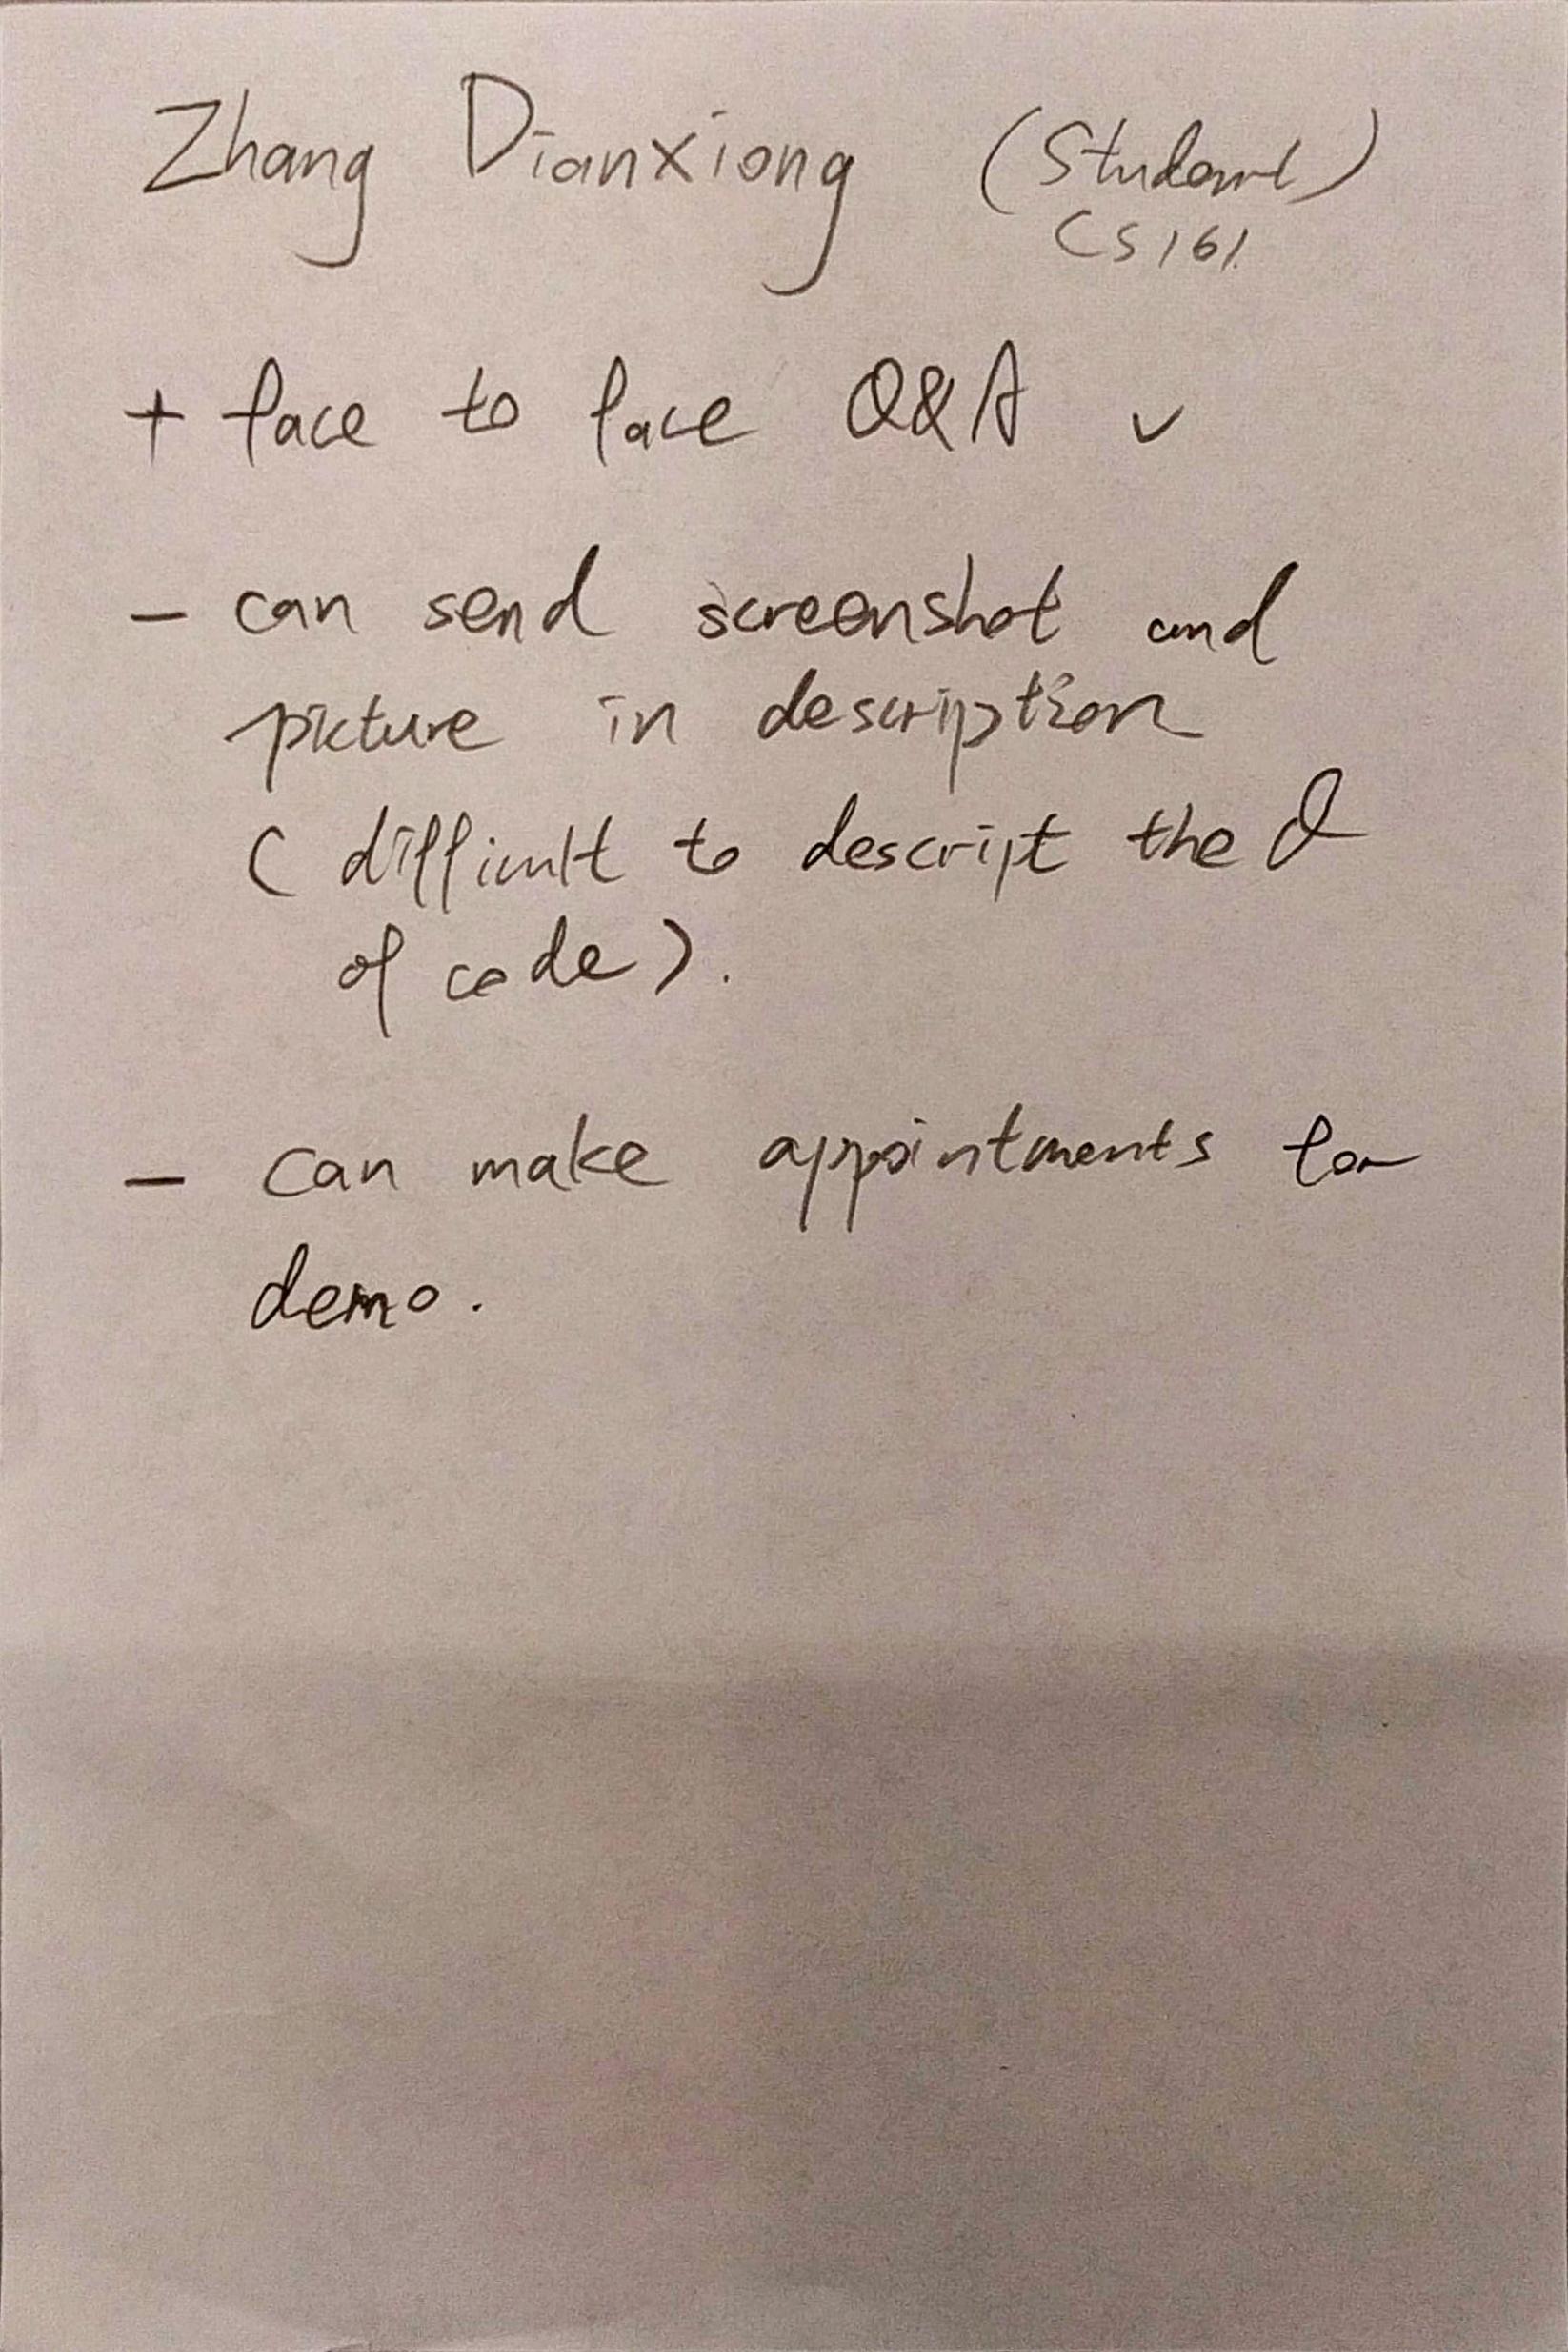 Zhang Dianxiong (Student)
CS161.
+ face to face Q&A ✓
- can send screenshot and
picture in description
( difficult to descript the Q
of code ).
- can make appointments for
demo.